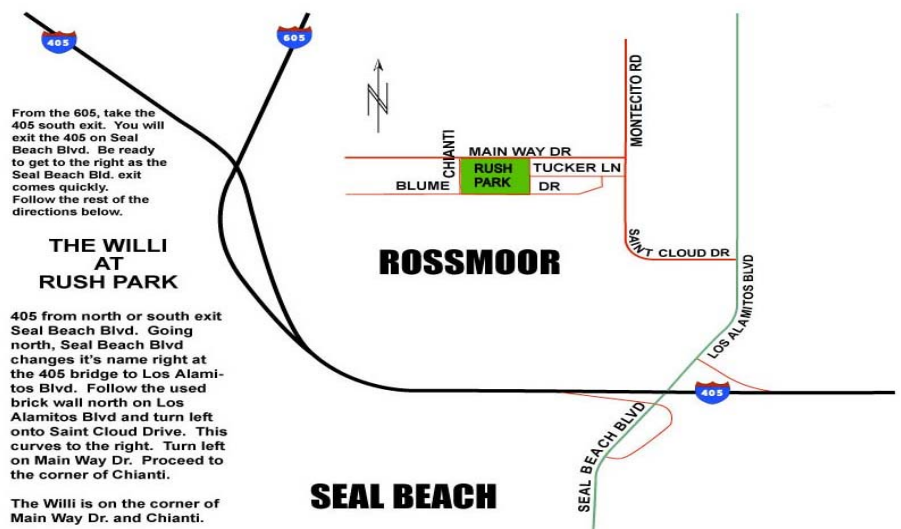 405
605
From the 605, take the
405 south exit. You will
exit the 405 on Seal
Beach Blvd. Be ready
to get to the right as the
Seal Beach Bld. exit
comes quickly.
Follow the rest of the
directions below.
THE WILLI
AT
RUSH PARK
405 from north or south exit
Seal Beach Blvd. Going
north, Seal Beach Blvd
changes it's name right at
the 405 bridge to Los Alami-
tos Blvd. Follow the used
brick wall north on Los
Alamitos Blvd and turn left
onto Saint Cloud Drive. This
curves to the right. Turn left
on Main Way Dr. Proceed to
the corner of Chianti.
The Willi is on the corner of
Main Way Dr. and Chianti.
N
CHIANTI
MAIN WAY DR
MONTECITO RD
RUSH
PARK
TUCKER LN
BLUME DR
SAINT CLOUD DR
ROSSMOOR
LOS ALAMITOS BLVD
405
SEAL BEACH BLVD
SEAL BEACH